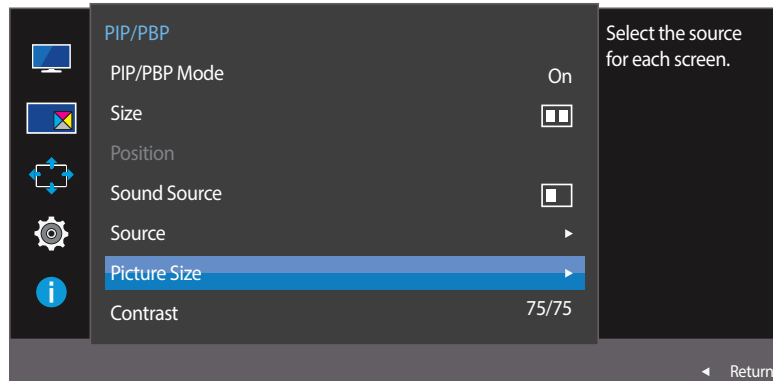 PIP/PBP
PIP/PBP Mode On
Size
Position
Sound Source
Source
Picture Size
Contrast 75/75
Select the source
for each screen.
Return